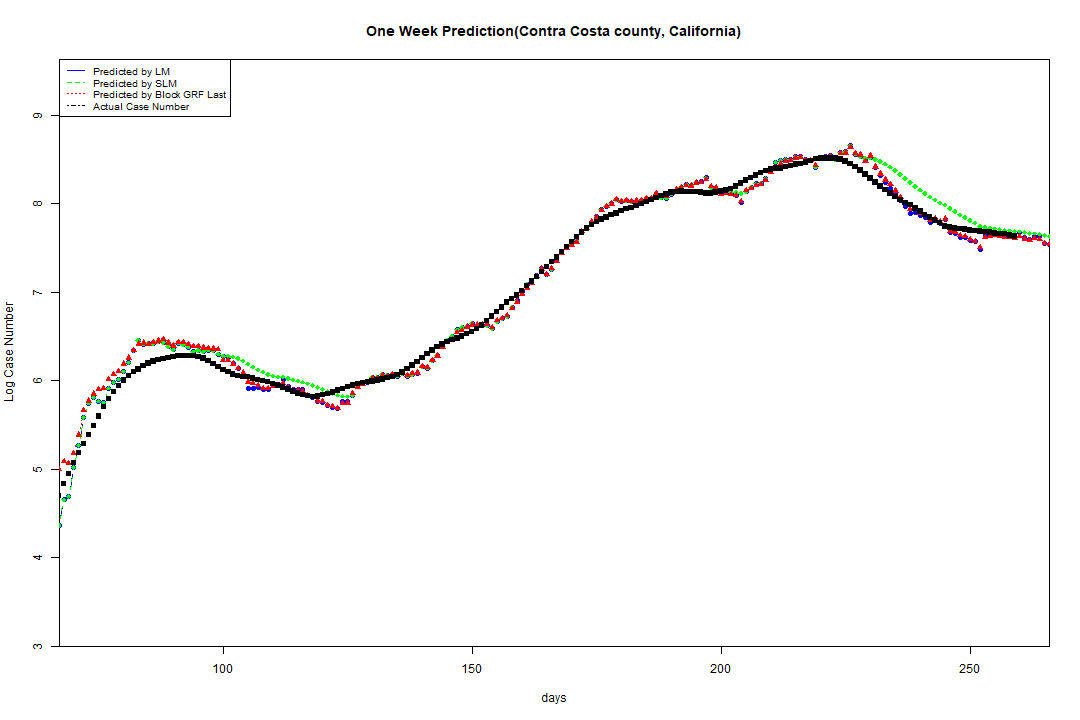 One Week Prediction(Contra Costa county, California)
Predicted by LM
Predicted by SLM
Predicted by Block GRF Last
Actual Case Number
9
8
7
6
5
4
3
Log Case Number
100 150 200 250
days